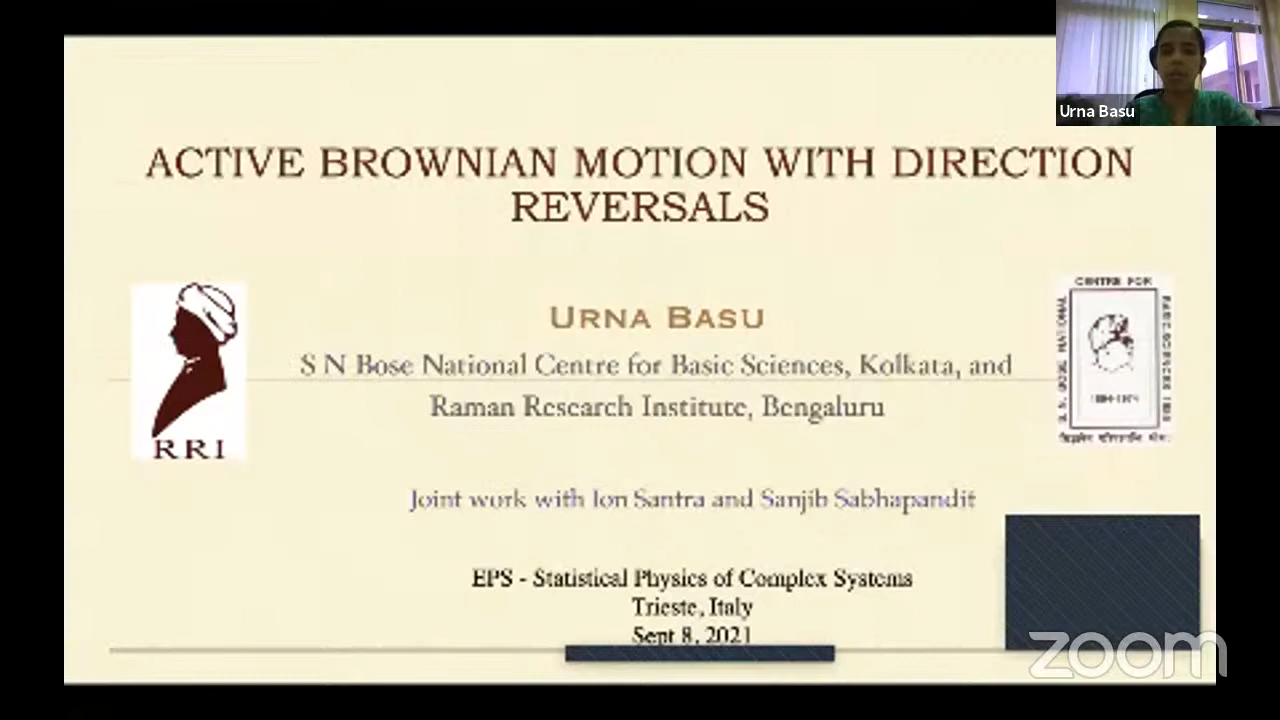 Urna Basu
ACTIVE BROWNIAN MOTION WITH DIRECTION
REVERSALS
URNA BASU
S N Bose National Centre for Basic Sciences, Kolkata, and
Raman Research Institute, Bengaluru
RRI
CENTRE FOR
Joint work with Ion Santra and Sanjib Sabhapandit
EPS - Statistical Physics of Complex Systems
Trieste, Italy
Sept 8, 2021
zoom